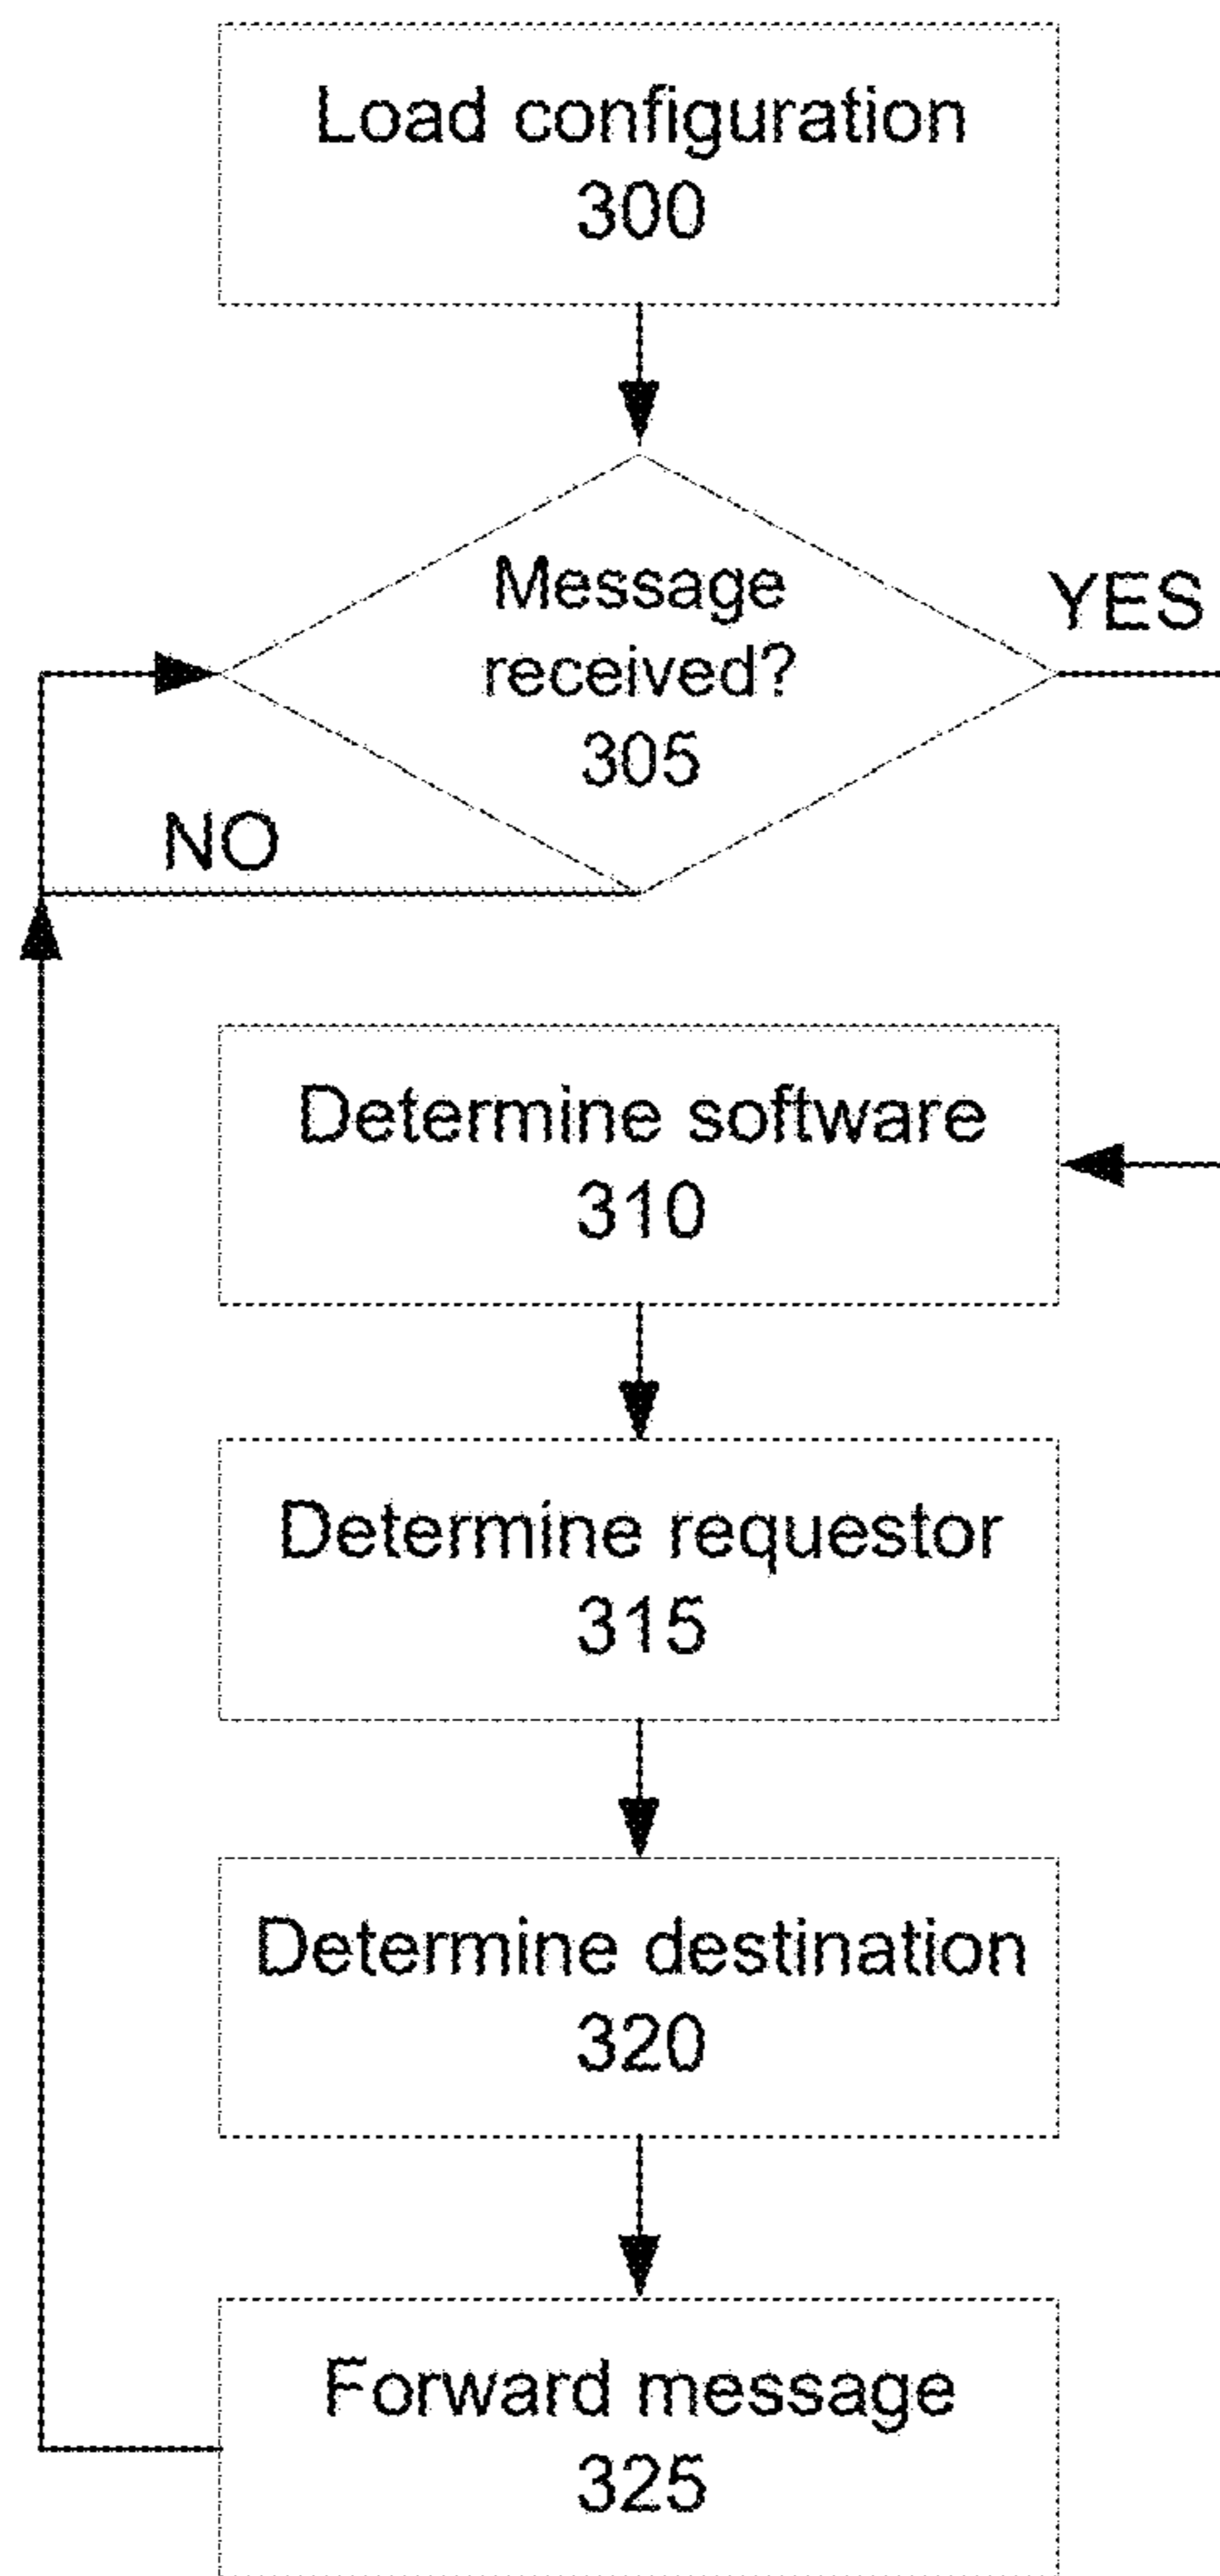 Load configuration
300
Message
received?
305
YES
NO
Determine software
310
Determine requestor
315
Determine destination
320
Forward message
325